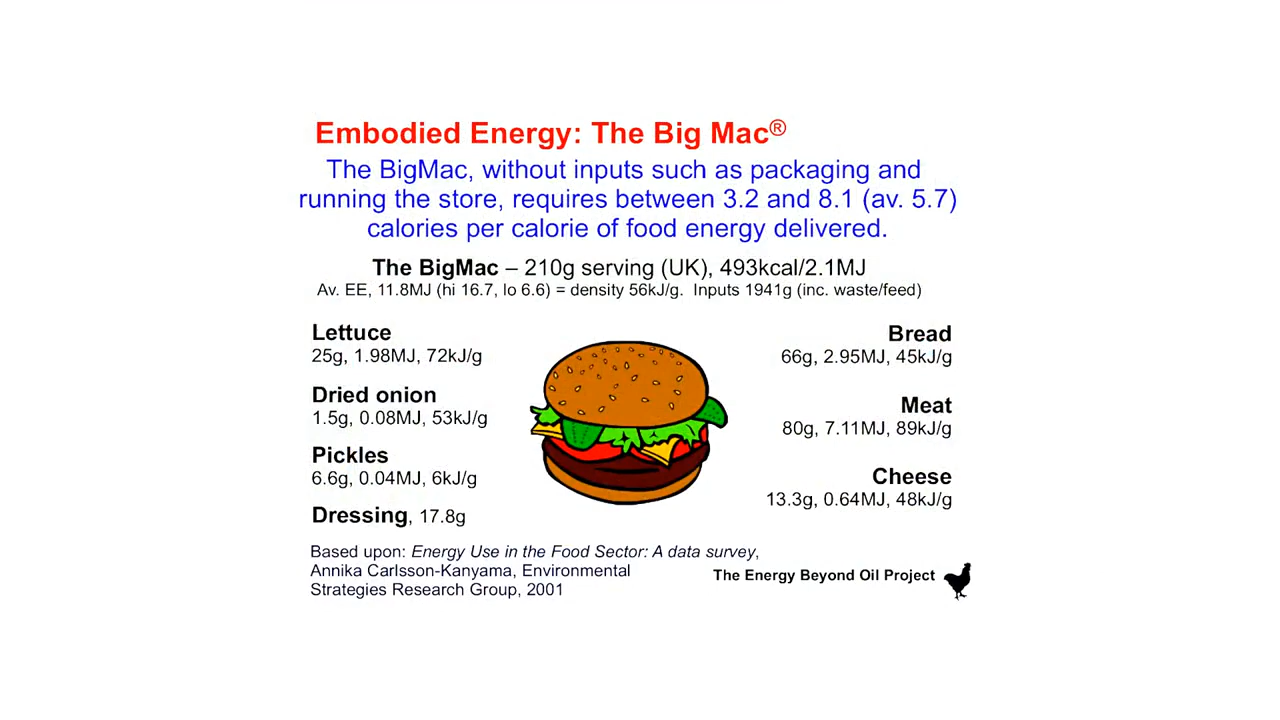 Embodied Energy: The Big Mac®
The BigMac, without inputs such as packaging and
running the store, requires between 3.2 and 8.1 (av. 5.7)
calories per calorie of food energy delivered.
The BigMac – 210g serving (UK), 493kcal/2.1MJ
Av. EE, 11.8MJ (hi 16.7, lo 6.6) = density 56kJ/g. Inputs 1941g (inc. waste/feed)
Lettuce
25g, 1.98MJ, 72kJ/g
Dried onion
1.5g, 0.08MJ, 53kJ/g
Pickles
6.6g, 0.04MJ, 6kJ/g
Dressing, 17.8g
Bread
66g, 2.95MJ, 45kJ/g
Meat
80g, 7.11MJ, 89kJ/g
Cheese
13.3g, 0.64MJ, 48kJ/g
Based upon: Energy Use in the Food Sector: A data survey,
Annika Carlsson-Kanyama, Environmental
Strategies Research Group, 2001
The Energy Beyond Oil Project